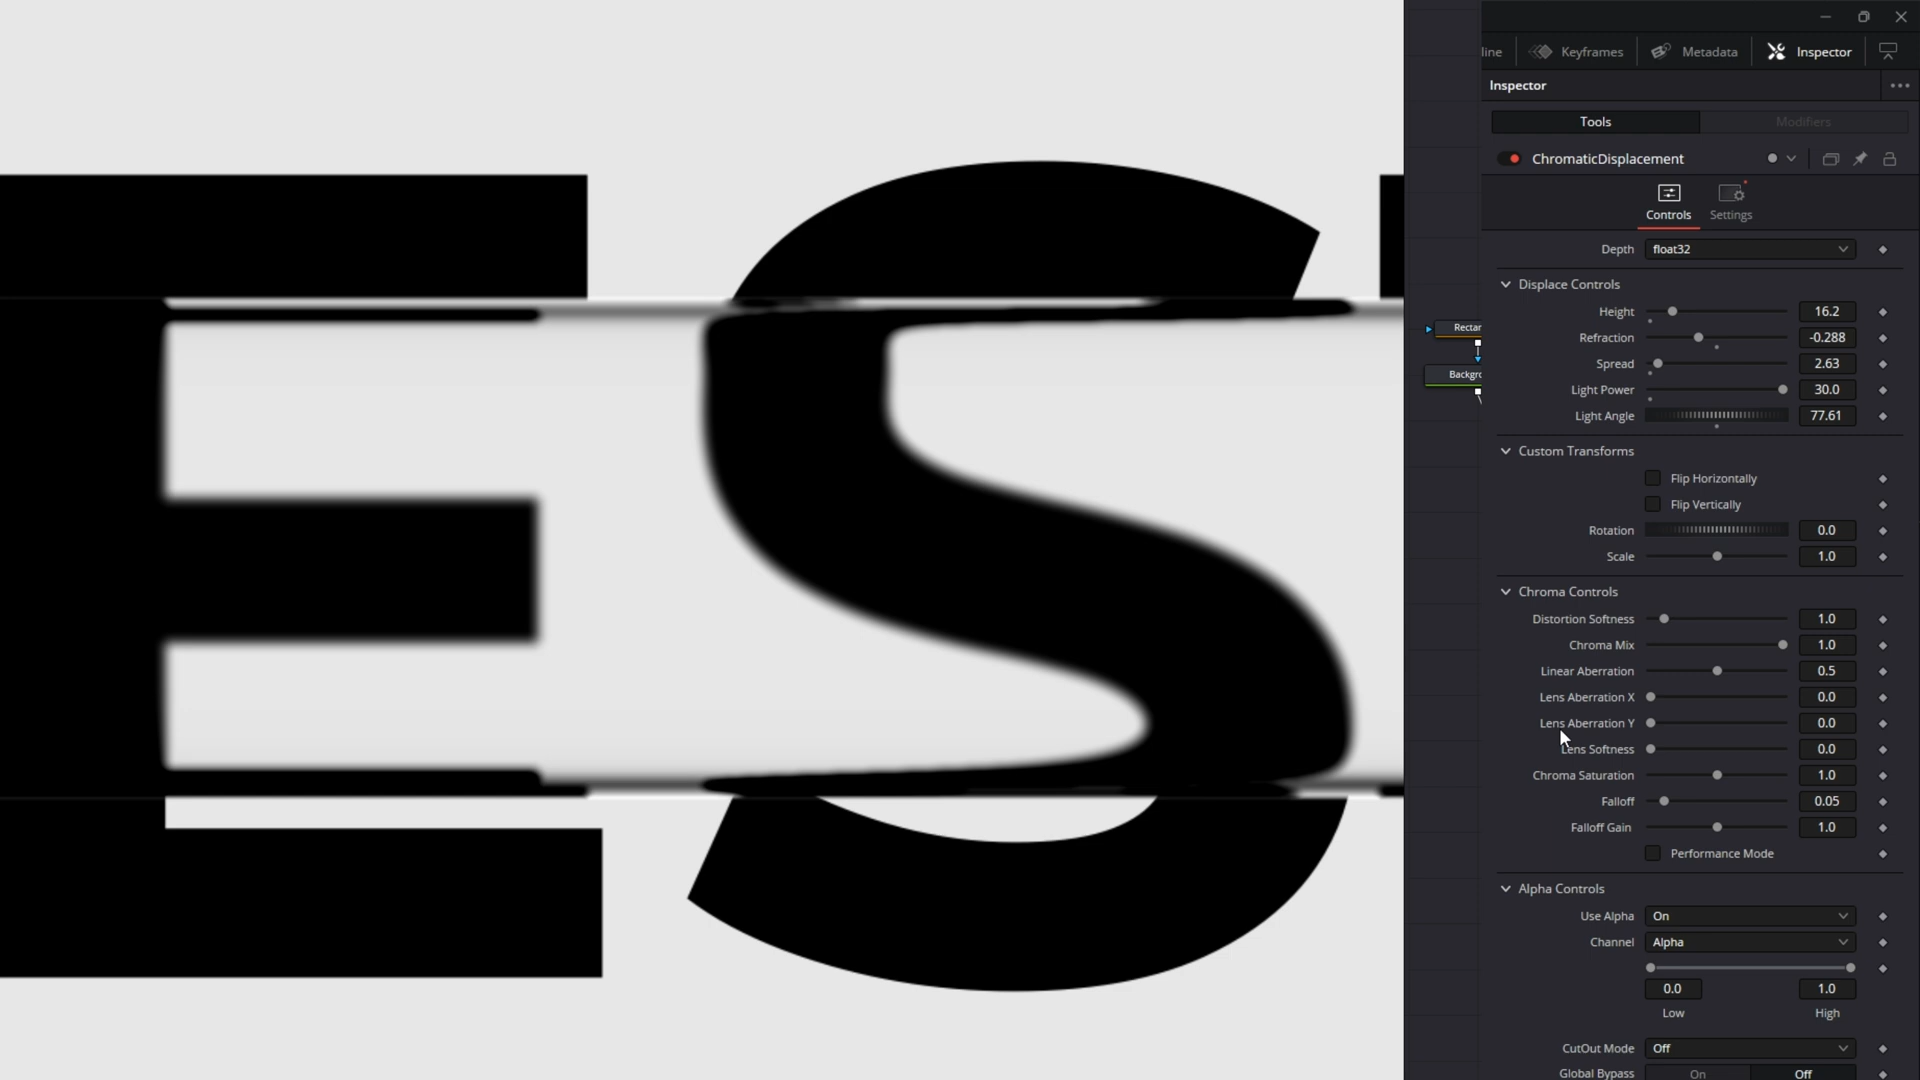 ES
line
Keyframes
Metadata
Inspector
Inspector
Tools
Modifiers
ChromaticDisplacement
Controls
Settings
Depth float32
Displace Controls
Height 16.2
Refraction -0.288
Spread 2.63
Light Power 30.0
Light Angle 77.61
Custom Transforms
Flip Horizontally
Flip Vertically
Rotation 0.0
Scale 1.0
Chroma Controls
Distortion Softness 1.0
Chroma Mix 1.0
Linear Aberration 0.5
Lens Aberration X 0.0
Lens Aberration Y 0.0
Lens Softness 0.0
Chroma Saturation 1.0
Falloff 0.05
Falloff Gain 1.0
Performance Mode
Alpha Controls
Use Alpha On
Channel Alpha
0.0 1.0
Low High
CutOut Mode Off
Global Bypass On Off
Rectar
Backgro